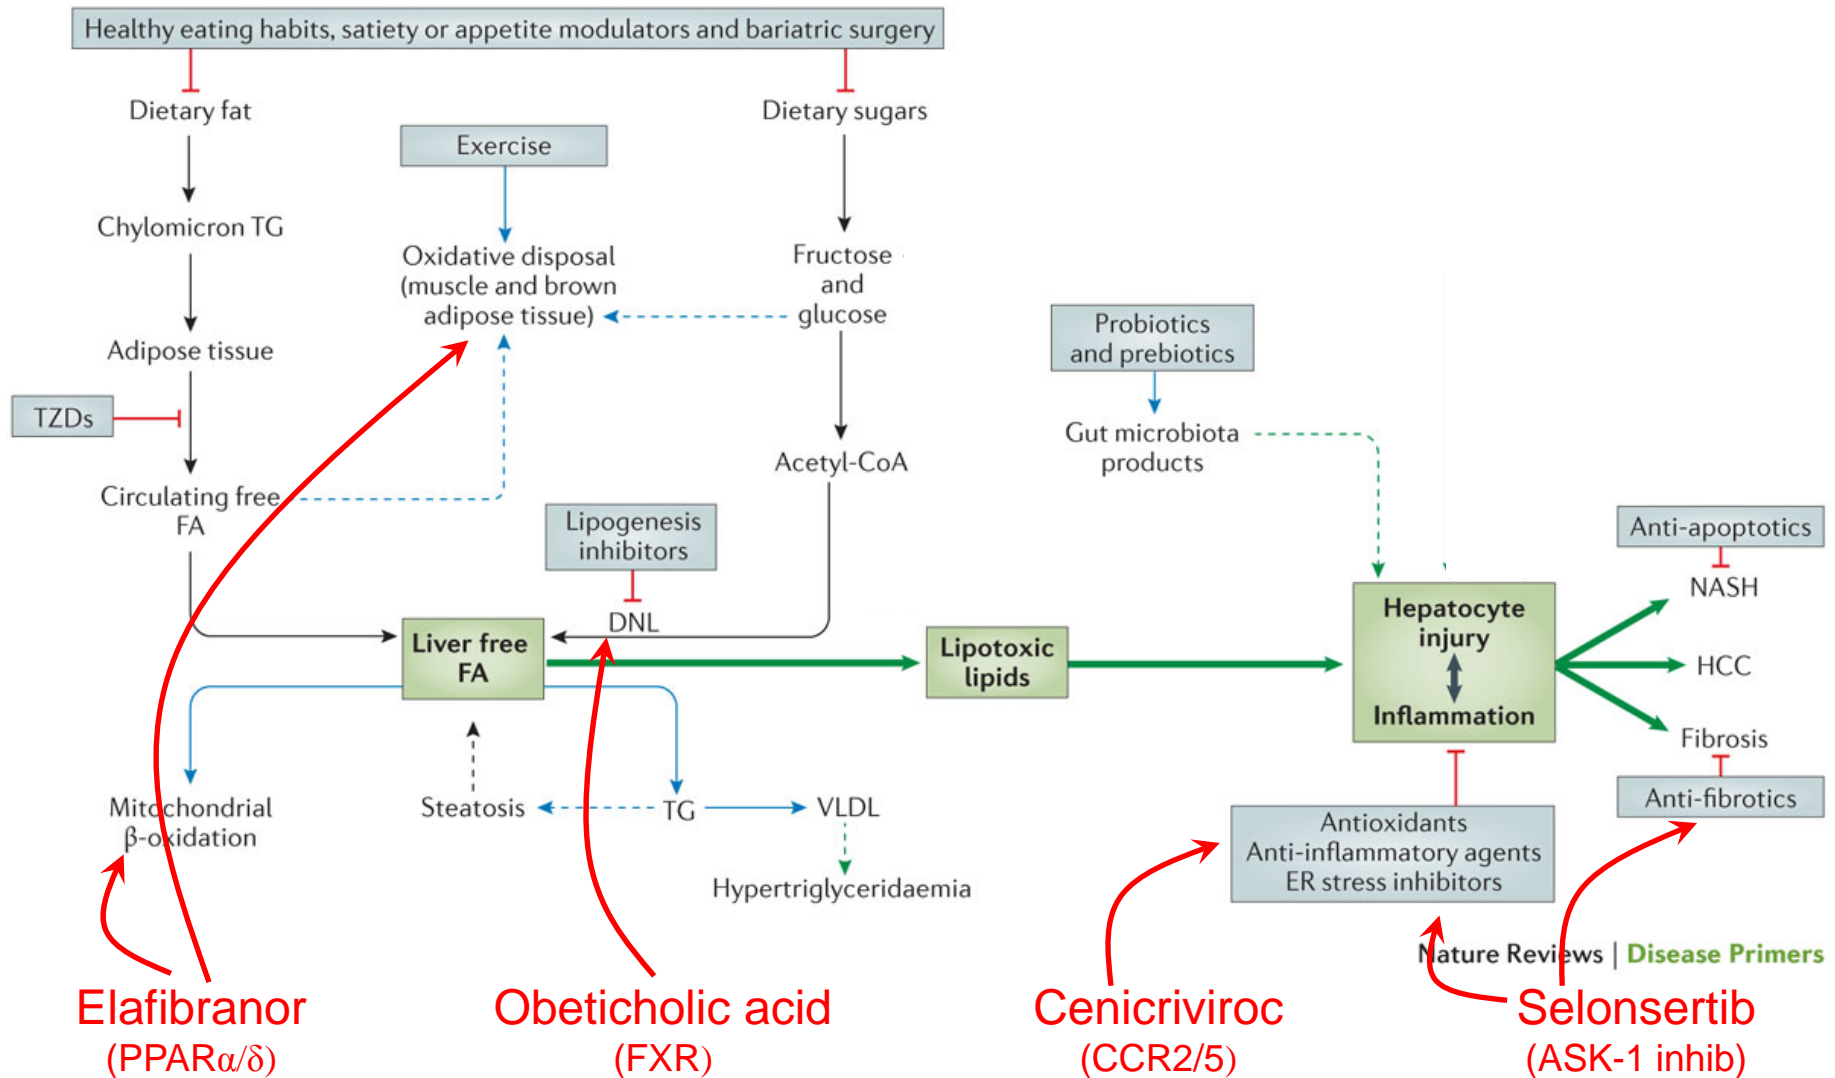 Healthy eating habits, satiety or appetite modulators and bariatric surgery
Dietary fat
Dietary sugars
Exercise
Chylomicron TG
Oxidative disposal
(muscle and brown
adipose tissue)
Fructose
and
glucose
Probiotics
and prebiotics
Adipose tissue
TZDs
Gut microbiota
products
Acetyl-CoA
Circulating free
FA
Lipogenesis
inhibitors
Anti-apoptotics
NASH
DNL
Liver free
FA
Lipotoxic
lipids
Hepatocyte
injury
Inflammation
HCC
Fibrosis
Anti-fibrotics
Mitochondrial
β-oxidation
Steatosis
TG
VLDL
Hypertriglyceridaemia
Antioxidants
Anti-inflammatory agents
ER stress inhibitors
Nature Reviews | Disease Primers
Elafibranor
(PPARα/δ)
Obeticholic acid
(FXR)
Cenicriviroc
(CCR2/5)
Selonsertib
(ASK-1 inhib)